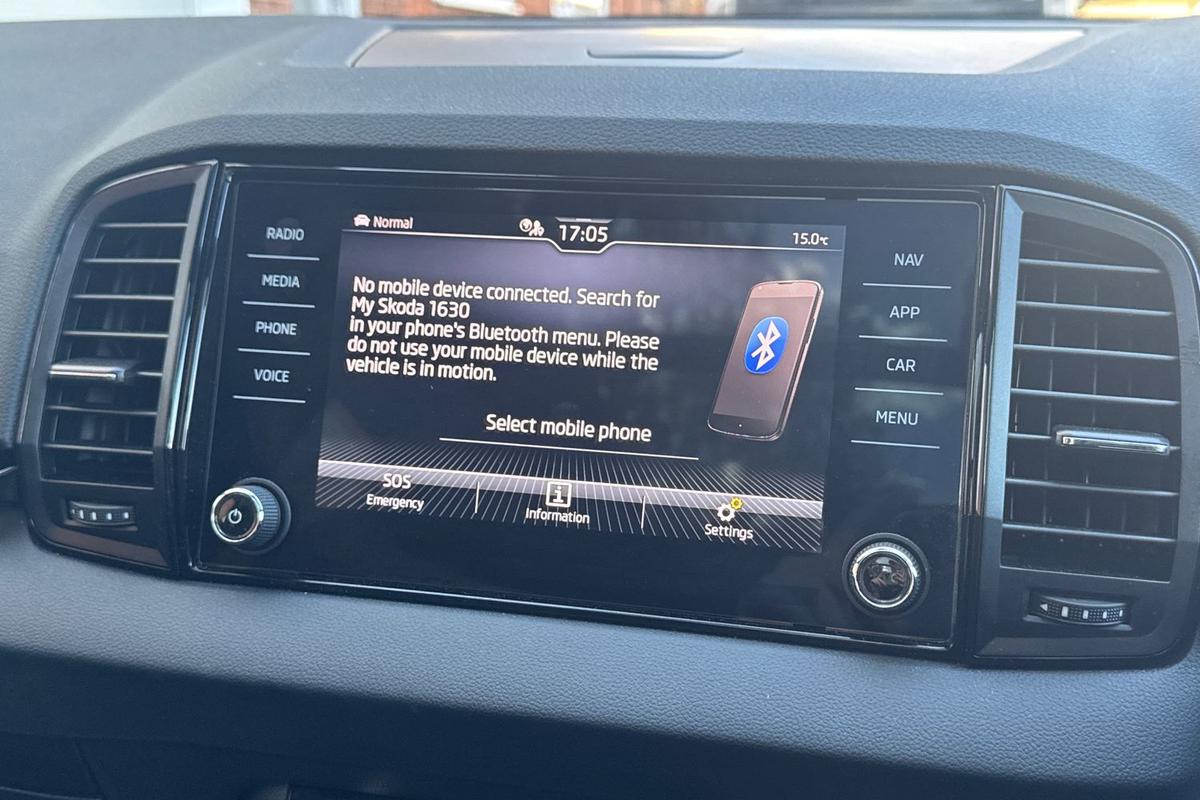 Normal
17:05
15.0°C
RADIO
MEDIA
PHONE
VOICE
No mobile device connected. Search for
My Skoda 1630
in your phone's Bluetooth menu. Please
do not use your mobile device while the
vehicle is in motion.
Select mobile phone
SOS
Emergency
i
Information
Settings
NAV
APP
CAR
MENU